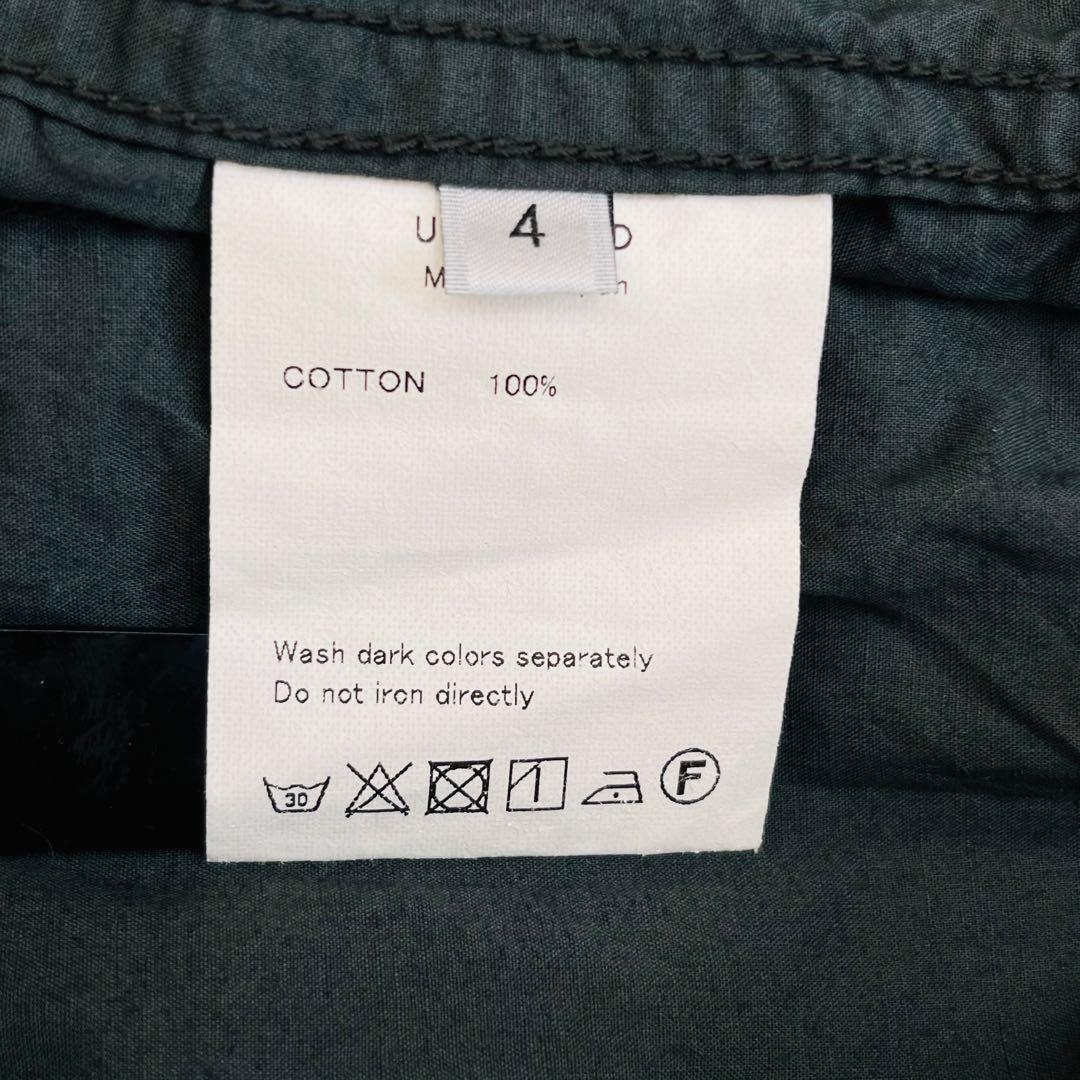 4
COTTON 100%
Wash dark colors separately
Do not iron directly
30
F